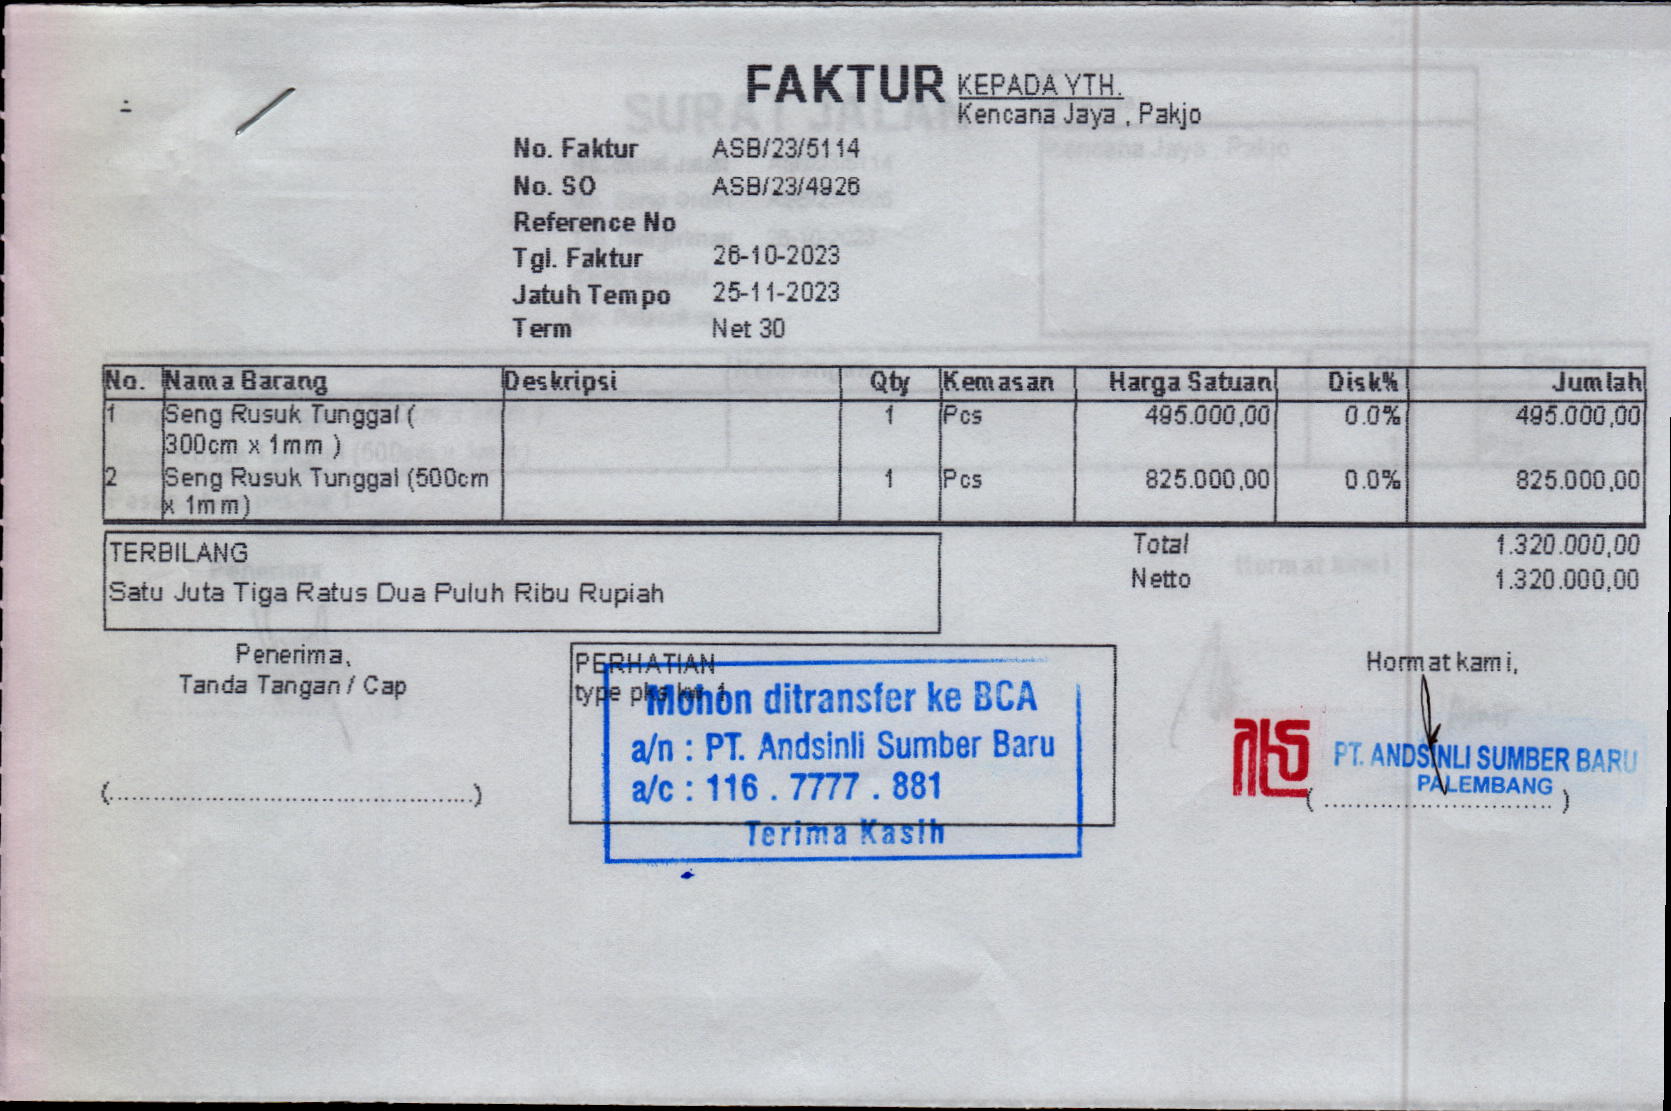 FAKTUR
KEPADA YTH.
Kencana Jaya , Pakjo
No. Faktur ASB/23/5114
No. SO ASB/23/4926
Reference No
Tgl. Faktur 26-10-2023
Jatuh Tempo 25-11-2023
Term Net 30
No. Nama Barang Deskripsi Qty Kemasan Harga Satuan Disk% Jumlah
1 Seng Rusuk Tunggal ( 1 Pcs 495.000,00 0.0% 495.000,00
300cm x 1mm )
2 Seng Rusuk Tunggal (500cm 1 Pcs 825.000,00 0.0% 825.000,00
x 1mm)
TERBILANG
Satu Juta Tiga Ratus Dua Puluh Ribu Rupiah
Total 1.320.000,00
Netto 1.320.000,00
Penerima,
Tanda Tangan / Cap
(................................................)
PERHATIAN
type
Mohon ditransfer ke BCA
a/n : PT. Andsinli Sumber Baru
a/c : 116 . 7777 . 881
Terima Kasih
Hormat kami,
PT. ANDSINLI SUMBER BARU
PALEMBANG
( .............................. )